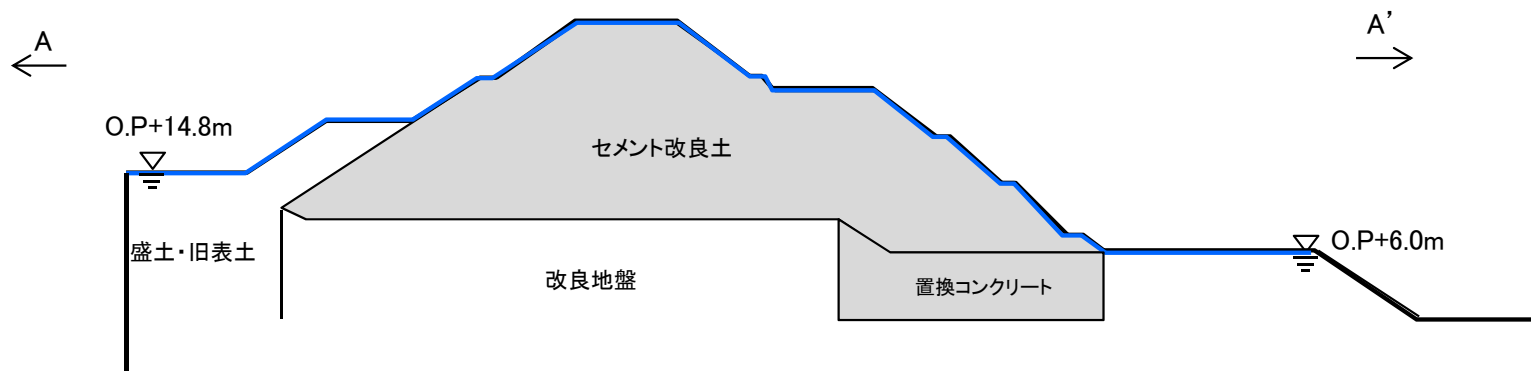 A
A’
O.P+14.8m
セメント改良土
盛土・旧表土
改良地盤
置換コンクリート
O.P+6.0m